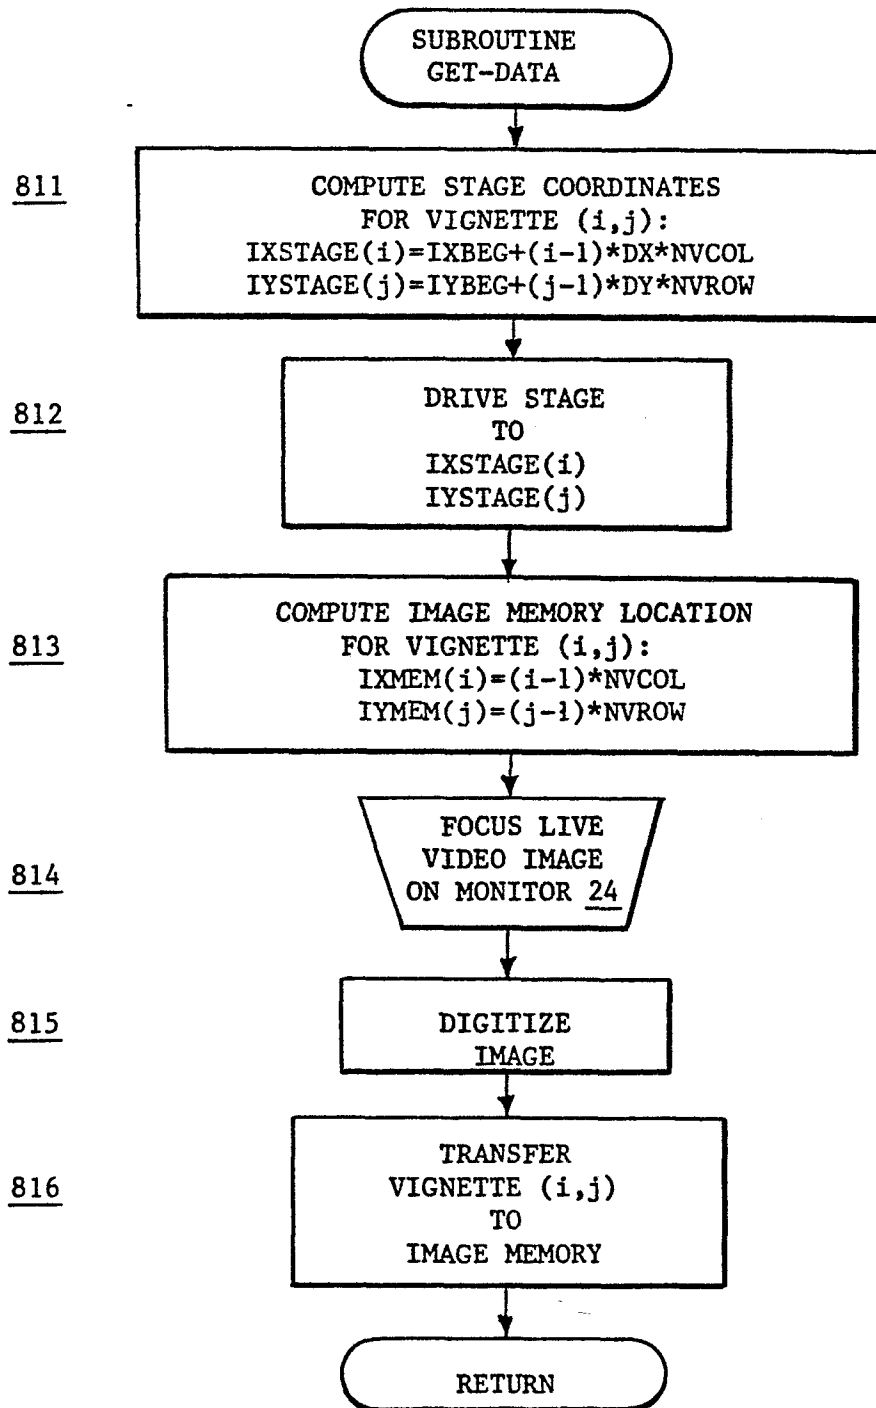 SUBROUTINE
GET-DATA
811
COMPUTE STAGE COORDINATES
FOR VIGNETTE (i,j):
IXSTAGE(i)=IXBEG+(i-1)*DX*NVCOL
IYSTAGE(j)=IYBEG+(j-1)*DY*NVROW
812
DRIVE STAGE
TO
IXSTAGE(i)
IYSTAGE(j)
813
COMPUTE IMAGE MEMORY LOCATION
FOR VIGNETTE (i,j):
IXMEM(i)=(i-1)*NVCOL
IYMEM(j)=(j-1)*NVROW
814
FOCUS LIVE
VIDEO IMAGE
ON MONITOR 24
815
DIGITIZE
IMAGE
816
TRANSFER
VIGNETTE (i,j)
TO
IMAGE MEMORY
RETURN